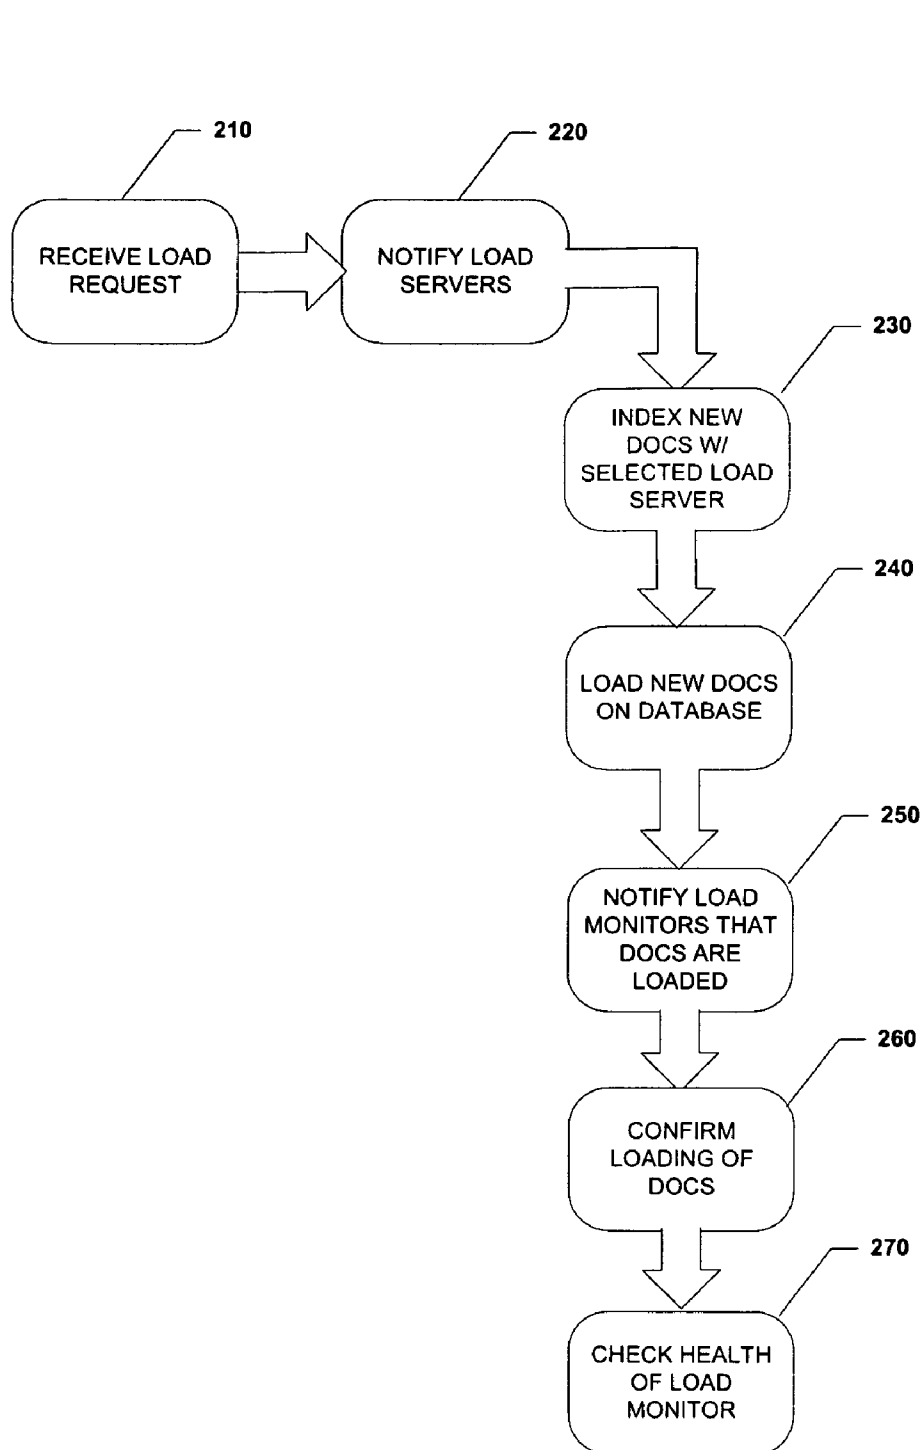 210
RECEIVE LOAD
REQUEST
220
NOTIFY LOAD
SERVERS
230
INDEX NEW
DOCS W/
SELECTED LOAD
SERVER
240
LOAD NEW DOCS
ON DATABASE
250
NOTIFY LOAD
MONITORS THAT
DOCS ARE
LOADED
260
CONFIRM
LOADING OF
DOCS
270
CHECK HEALTH
OF LOAD
MONITOR